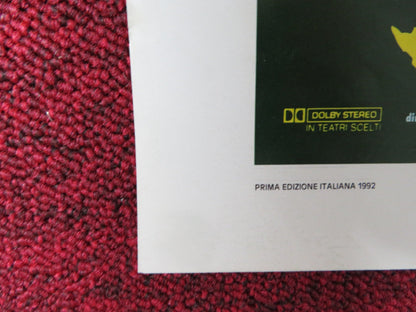 DOLBY STEREO
IN TEATRI SCELTI
PRIMA EDIZIONE ITALIANA 1992